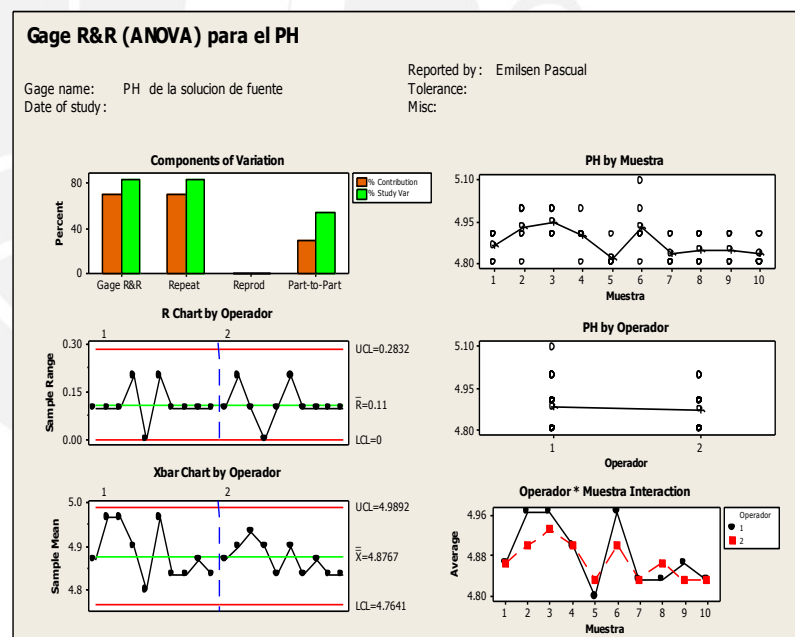 Gage R&R (ANOVA) para el PH
Gage name: PH de la solucion de fuente
Date of study:
Reported by: Emilsen Pascual
Tolerance:
Misc:
Components of Variation
80
40
0
Percent
Gage R&R Repeat Reprod Part-to-Part
% Contribution
% Study Var
R Chart by Operador
1 2
0.30
0.15
0.00
Sample Range
UCL=0.2832
R=0.11
LCL=0
Xbar Chart by Operador
1 2
5.0
4.9
4.8
Sample Mean
UCL=4.9892
X=4.8767
LCL=4.7641
PH by Muestra
5.10
4.95
4.80
1 2 3 4 5 6 7 8 9 10
Muestra
PH by Operador
5.10
4.95
4.80
1 2
Operador
Operador * Muestra Interaction
4.96
4.88
4.80
Average
1 2 3 4 5 6 7 8 9 10
Muestra
Operador
1
2